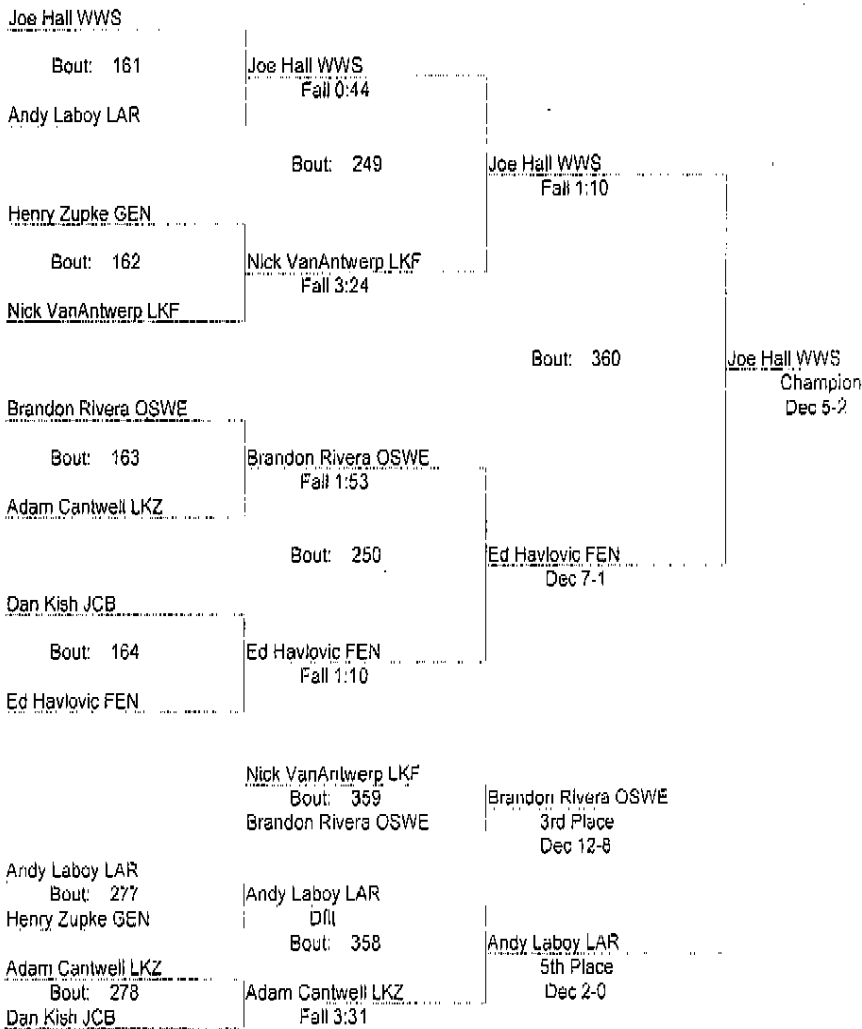 Joe Hall WWS
Bout: 161
Joe Hall WWS
Fall 0:44
Andy Laboy LAR
Bout: 249
Joe Hall WWS
Fall 1:10
Henry Zupke GEN
Bout: 162
Nick VanAntwerp LKF
Fall 3:24
Nick VanAntwerp LKF
Bout: 360
Joe Hall WWS
Champion
Dec 5-2
Brandon Rivera OSWE
Bout: 163
Brandon Rivera OSWE
Fall 1:53
Adam Cantwell LKZ
Bout: 250
Ed Havlovic FEN
Dec 7-1
Dan Kish JCB
Bout: 164
Ed Havlovic FEN
Fall 1:10
Ed Havlovic FEN
Nick VanAntwerp LKF
Bout: 359
Brandon Rivera OSWE
Brandon Rivera OSWE
3rd Place
Dec 12-8
Andy Laboy LAR
Bout: 277
Henry Zupke GEN
Andy Laboy LAR
Bout: 358
Andy Laboy LAR
5th Place
Dec 2-0
Adam Cantwell LKZ
Bout: 278
Dan Kish JCB
Adam Cantwell LKZ
Fall 3:31